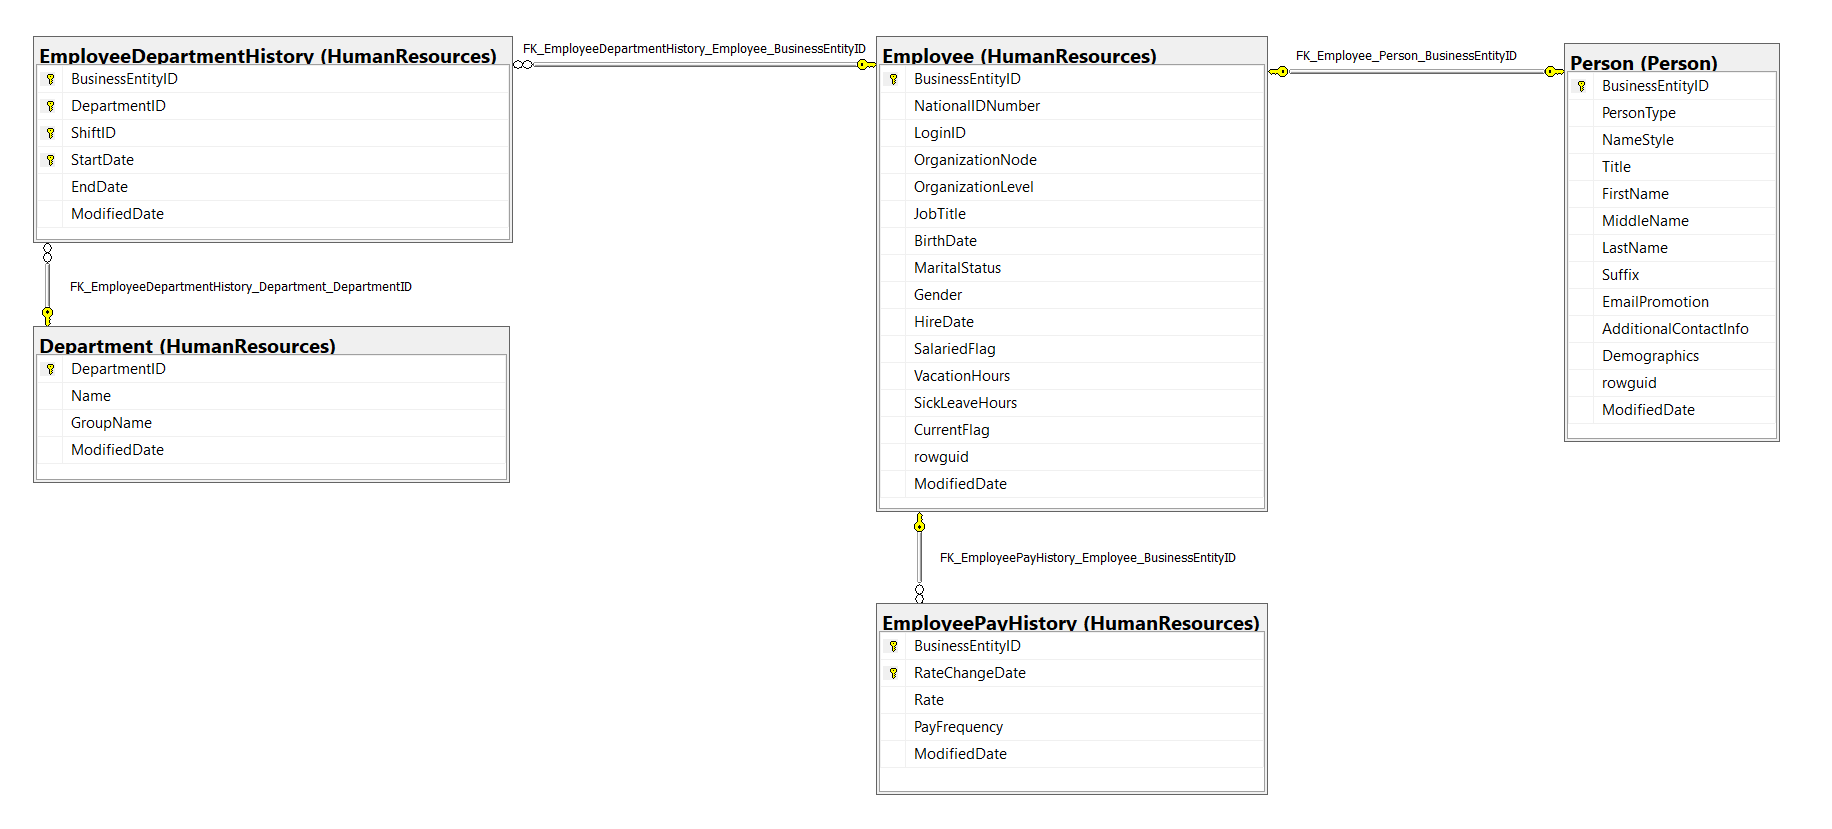 EmployeeDepartmentHistory (HumanResources)
BusinessEntityID
DepartmentID
ShiftID
StartDate
EndDate
ModifiedDate
FK_EmployeeDepartmentHistory_Employee_BusinessEntityID
FK_EmployeeDepartmentHistory_Department_DepartmentID
Department (HumanResources)
DepartmentID
Name
GroupName
ModifiedDate
Employee (HumanResources)
BusinessEntityID
NationalIDNumber
LoginID
OrganizationNode
OrganizationLevel
JobTitle
BirthDate
MaritalStatus
Gender
HireDate
SalariedFlag
VacationHours
SickLeaveHours
CurrentFlag
rowguid
ModifiedDate
FK_EmployeePayHistory_Employee_BusinessEntityID
EmployeePayHistory (HumanResources)
BusinessEntityID
RateChangeDate
Rate
PayFrequency
ModifiedDate
FK_Employee_Person_BusinessEntityID
Person (Person)
BusinessEntityID
PersonType
NameStyle
Title
FirstName
MiddleName
LastName
Suffix
EmailPromotion
AdditionalContactInfo
Demographics
rowguid
ModifiedDate